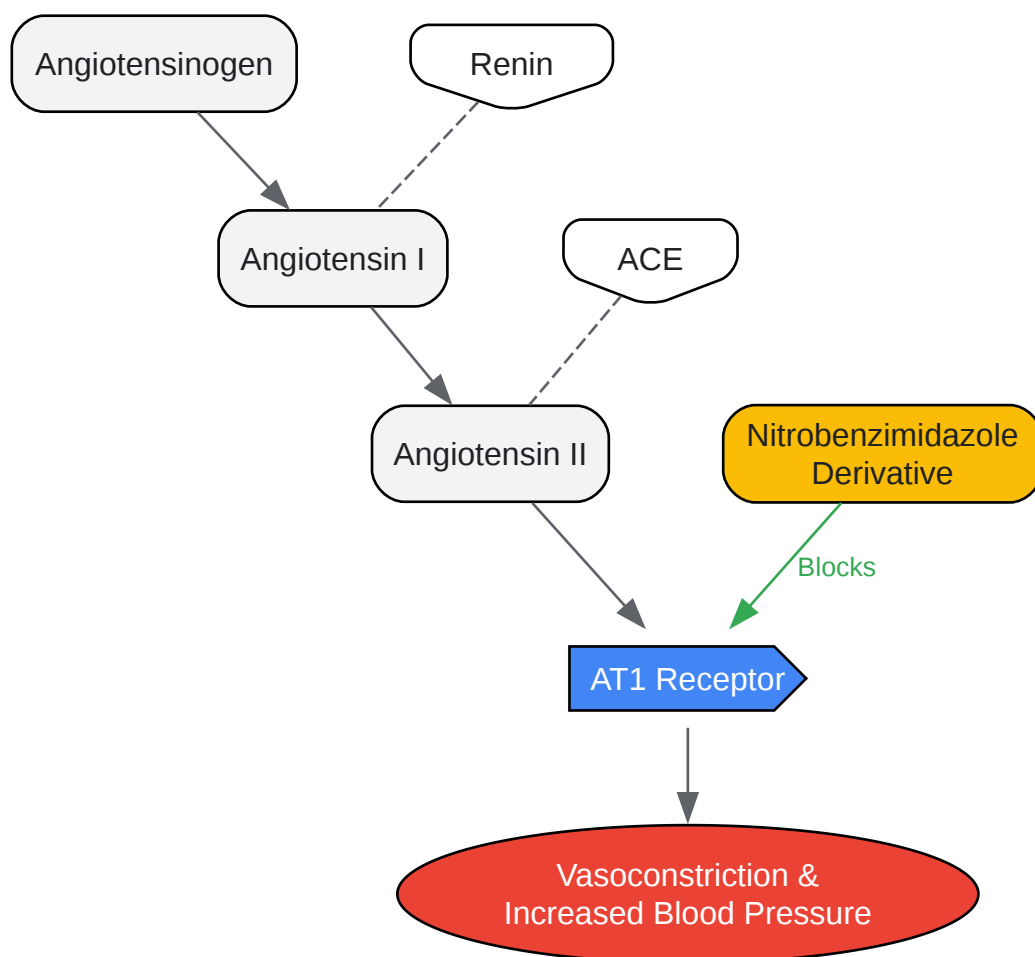 Angiotensinogen
Renin
Angiotensin I
ACE
Angiotensin II
Nitrobenzimidazole
Derivative
Blocks
AT1 Receptor
Vasoconstriction &
Increased Blood Pressure